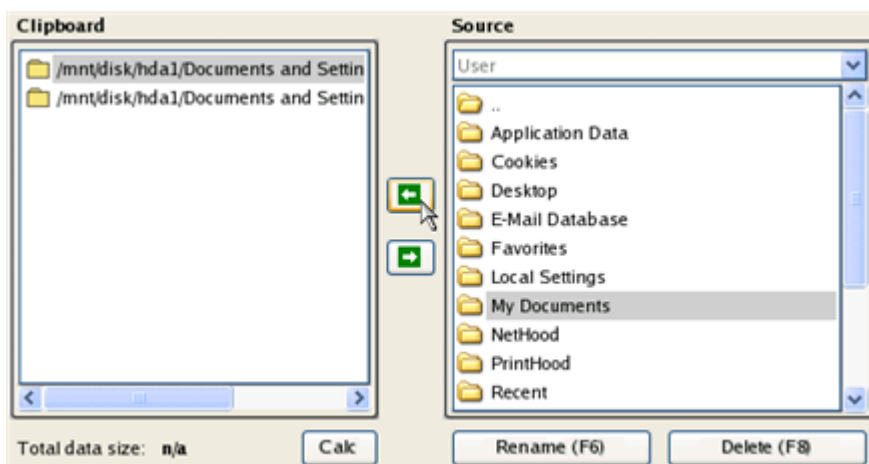 Clipboard
/mnt/disk/hda1/Documents and Settin
/mnt/disk/hda1/Documents and Settin
Total data size: n/a
Calc
Source
User
..
Application Data
Cookies
Desktop
E-Mail Database
Favorites
Local Settings
My Documents
NetHood
PrintHood
Recent
Rename (F6)
Delete (F8)